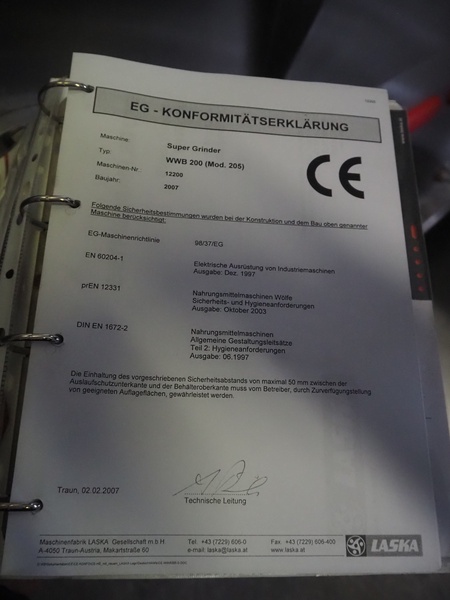 EG - KONFORMITÄTSERKLÄRUNG
Maschine: Super Grinder
Typ: WWB 200 (Mod. 205)
Maschinen-Nr 12200
Baujahr: 2007
CE
Folgende Sicherheitsbestimmungen wurden bei der Konstruktion und dem Bau oben genannter
Maschine berücksichtigt:
EG-Maschinenrichtlinie 98/37/EG
EN 60204-1 Elektrische Ausrüstung von Industriemaschinen
Ausgabe: Dez. 1997
prEN 12331 Nahrungsmittelmaschinen Wölfe
Sicherheits- und Hygieneanforderungen
Ausgabe: Oktober 2003
DIN EN 1672-2 Nahrungsmittelmaschinen
Allgemeine Gestaltungsleitsätze
Teil 2: Hygieneanforderungen
Ausgabe: 06.1997
Die Einhaltung des vorgeschriebenen Sicherheitsabstands von maximal 50 mm zwischen der
Auslaufschutzunterkante und der Behälteroberkante muss vom Betreiber, durch Zurverfügungstellung
von geeigneten Auflageflächen, gewährleistet werden.
Traun, 02.02.2007
Technische Leitung
Maschinenfabrik LASKA Gesellschaft m b H Tel: +43 (7229) 606-0 Fax: +43 (7229) 606-400
A-4050 Traun-Austria, Makartstraße 60 e-mail: laska@laska.at www.laska.at
LASKA